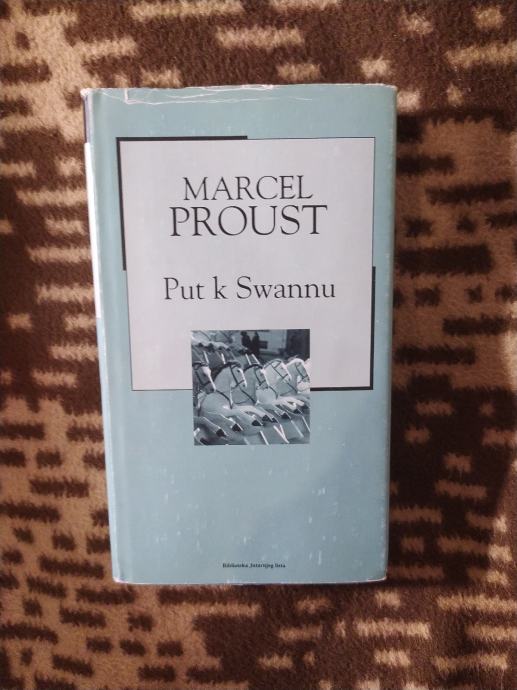 MARCEL
PROUST
Put k Swannu
Biblioteka Jutarnjeg lista